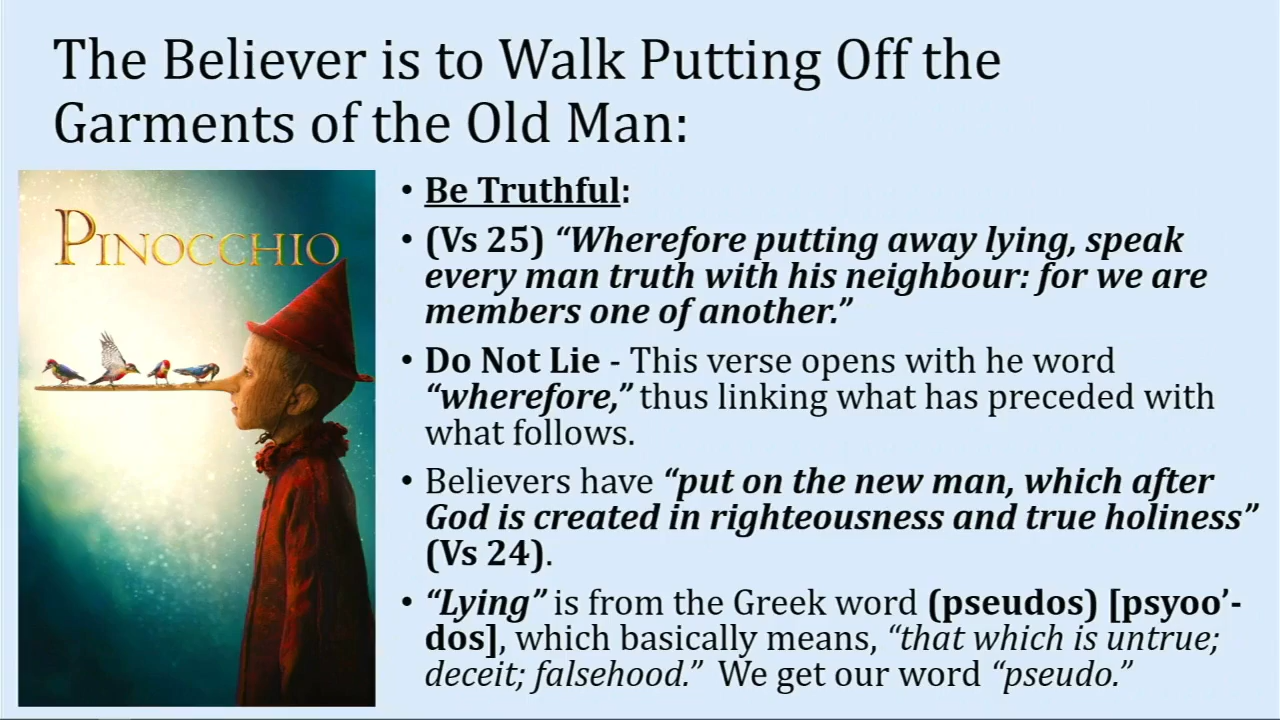 The Believer is to Walk Putting Off the
Garments of the Old Man:
PINOCCHIO
• Be Truthful:
• (Vs 25) “Wherefore putting away lying, speak
every man truth with his neighbour: for we are
members one of another.”
• Do Not Lie - This verse opens with he word
“wherefore,” thus linking what has preceded with
what follows.
• Believers have “put on the new man, which after
God is created in righteousness and true holiness”
(Vs 24).
• “Lying” is from the Greek word (pseudos) [psyoo’-
dos], which basically means, “that which is untrue;
deceit; falsehood.” We get our word “pseudo.”